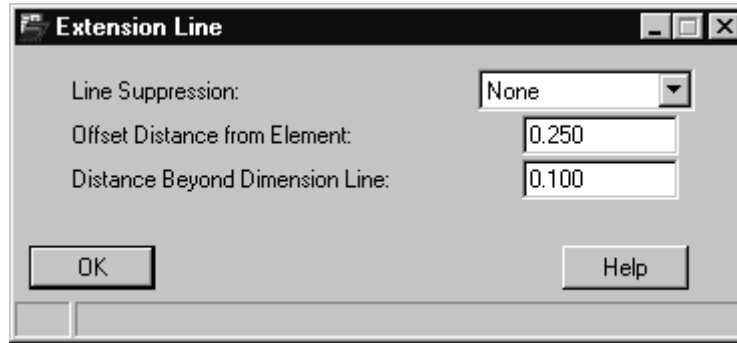 Extension Line
Line Suppression: None
Offset Distance from Element: 0.250
Distance Beyond Dimension Line: 0.100
OK Help